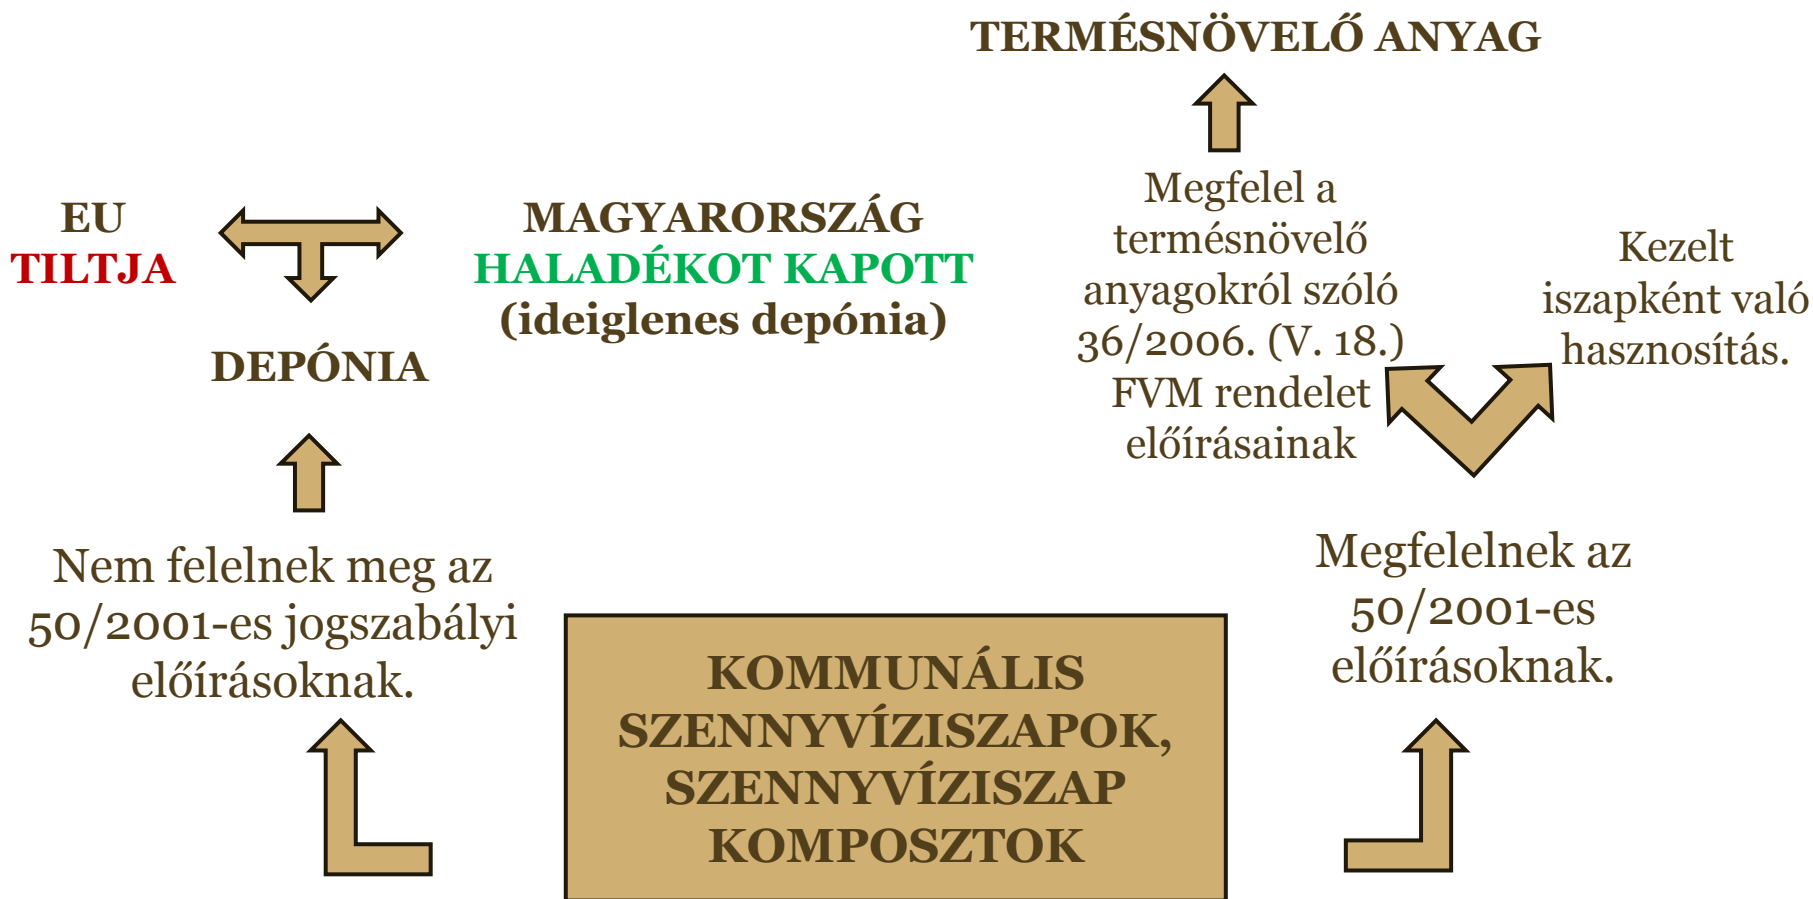 TERMÉSNÖVELŐ ANYAG
EU
TILTJA
MAGYARORSZÁG
HALADÉKOT KAPOTT
(ideiglenes depónia)
DEPÓNIA
Megfelel a
termésnövelő
anyagokról szóló
36/2006. (V. 18.)
FVM rendelet
előírásainak
Kezelt
iszapként való
hasznosítás.
Nem felelnek meg az
50/2001-es jogszabályi
előírásoknak.
Megfelelnek az
50/2001-es
előírásoknak.
KOMMUNÁLIS
SZENNYVÍZISZAPOK,
SZENNYVÍZISZAP
KOMPOSZTOK